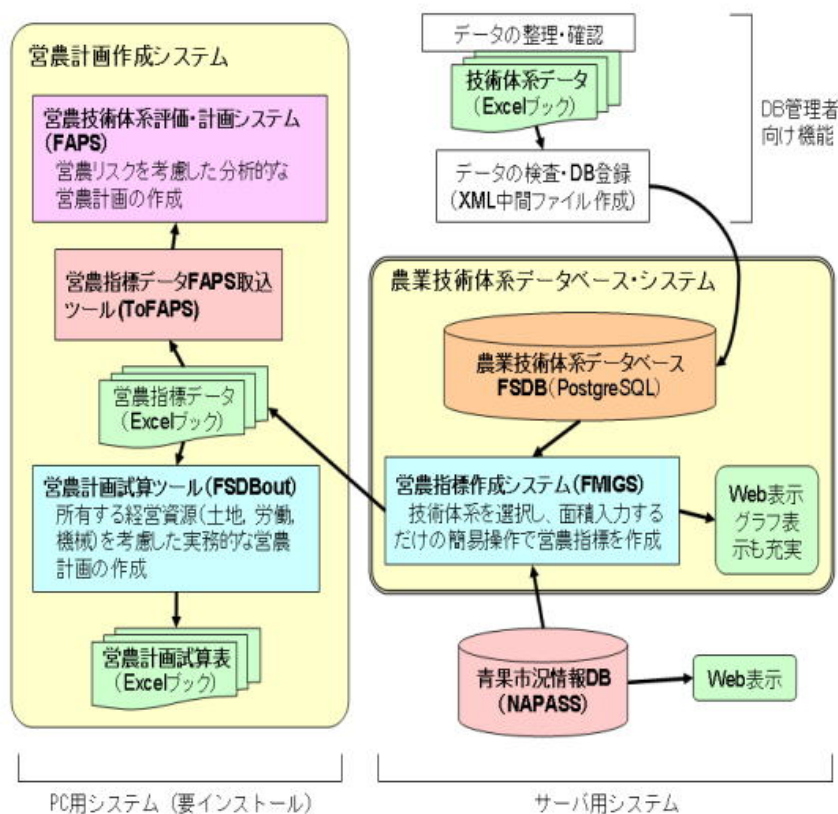 営農計画作成システム
営農技術体系評価・計画システム
(FAPS)
営農リスクを考慮した分析的な
営農計画の作成
営農指標データFAPS取込
ツール(ToFAPS)
営農指標データ
(Excelブック)
営農計画試算ツール(FSDBout)
所有する経営資源(土地, 労働,
機械)を考慮した実務的な営農
計画の作成
営農計画試算表
(Excelブック)
PC用システム (要インストール)
データの整理・確認
技術体系データ
(Excelブック)
データの検査・DB登録
(XML中間ファイル作成)
DB管理者
向け機能
農業技術体系データベース・システム
農業技術体系データベース
FSDB(PostgreSQL)
営農指標作成システム(FMIGS)
技術体系を選択し、面積入力する
だけの簡易操作で営農指標を作成
Web表示
グラフ表
示も充実
青果市況情報DB
(NAPASS)
Web表示
サーバ用システム